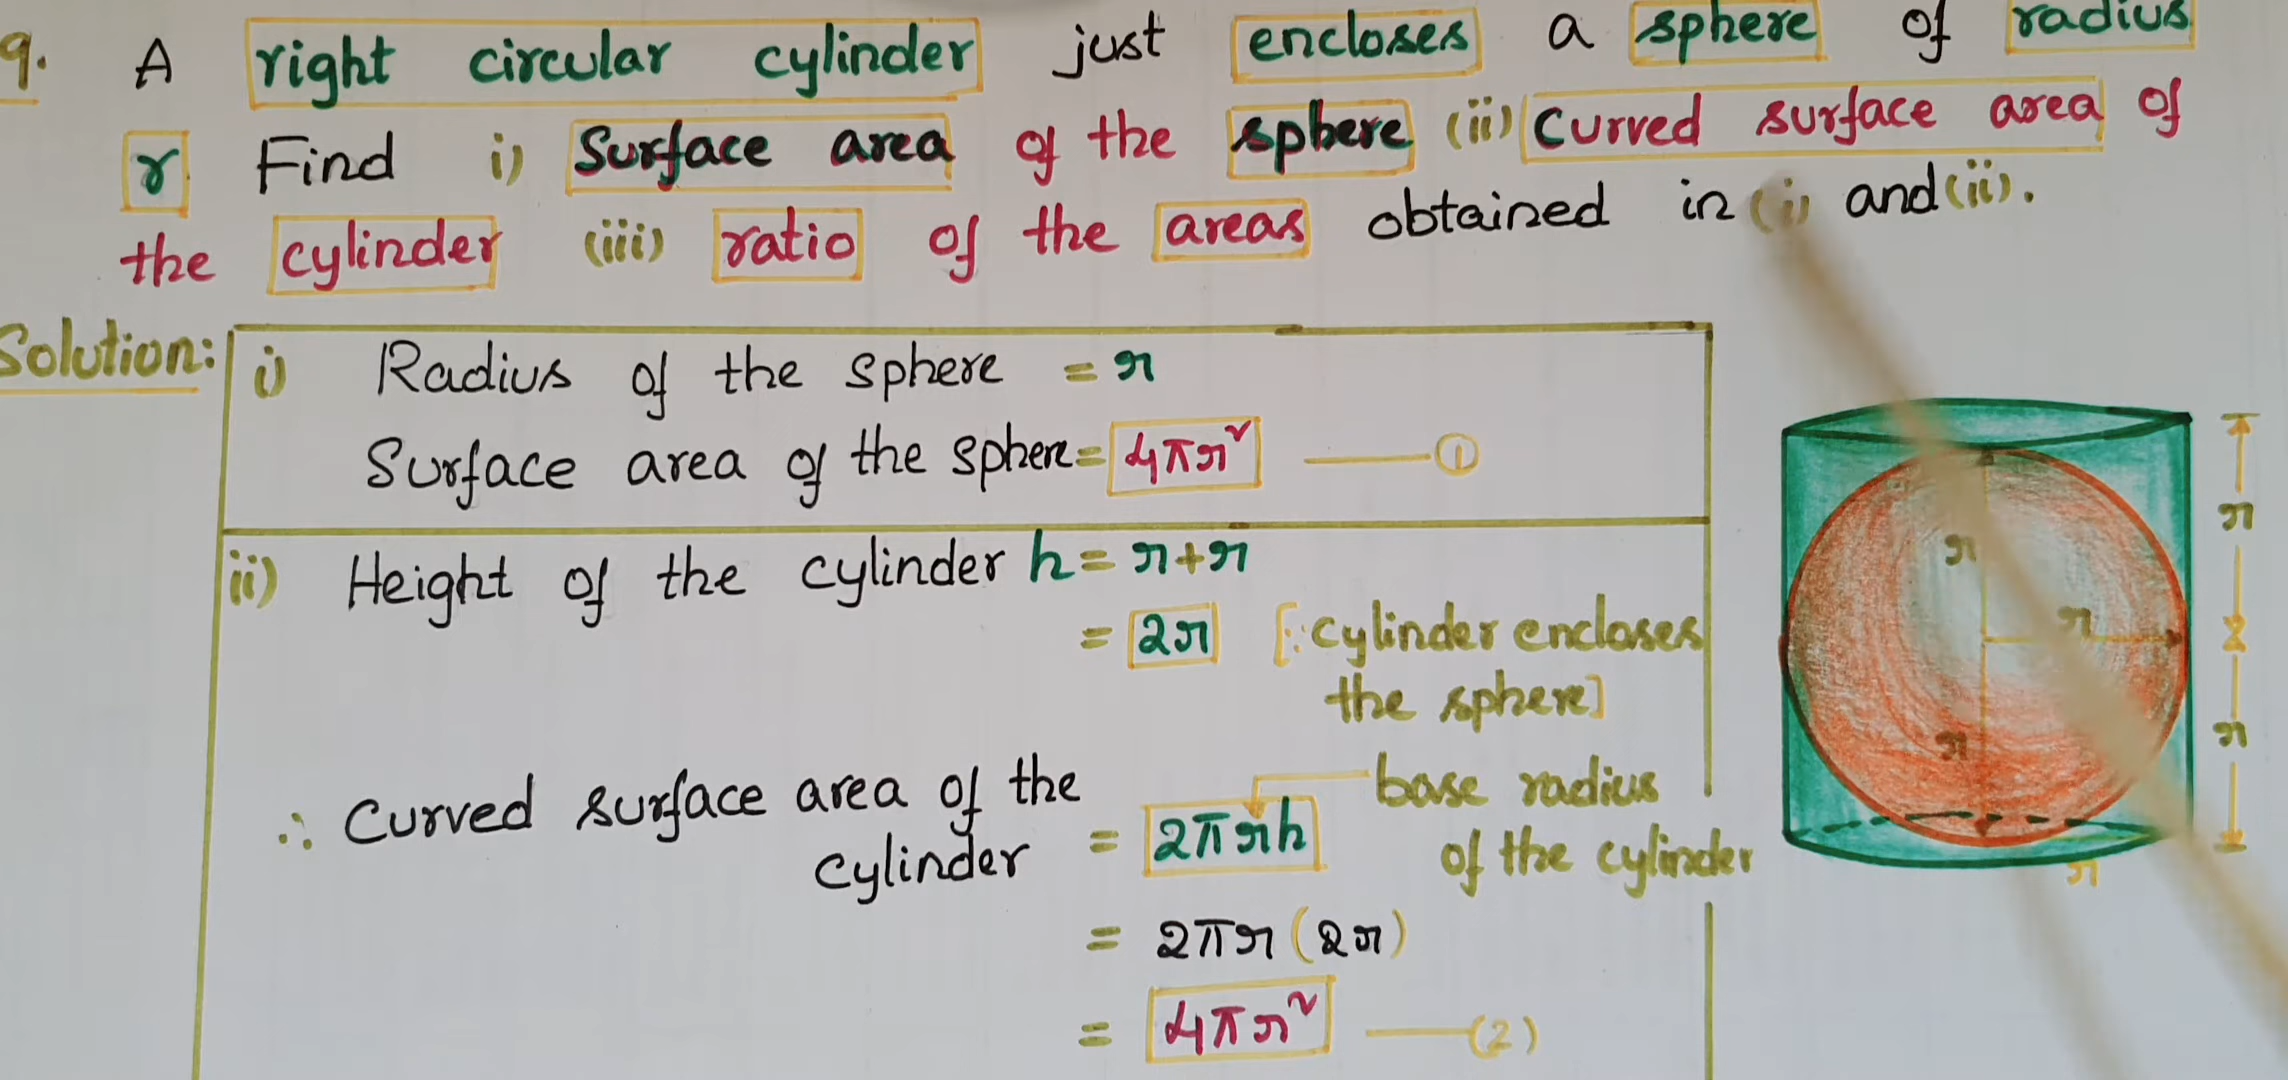 9. A right circular cylinder just encloses a sphere of radius
r Find i) Surface area of the sphere (ii) Curved surface area of
the cylinder (iii) ratio of the areas obtained in (i) and (ii).
Solution:
i) Radius of the sphere = r
Surface area of the sphere = 4πr² —— ①
ii) Height of the cylinder h = r+r
= 2r [∵ cylinder encloses
the sphere]
∴ Curved surface area of the
cylinder = 2πrh
base radius
of the cylinder
= 2πr(2r)
= 4πr² —— (2)
r
r
r
r
r
r